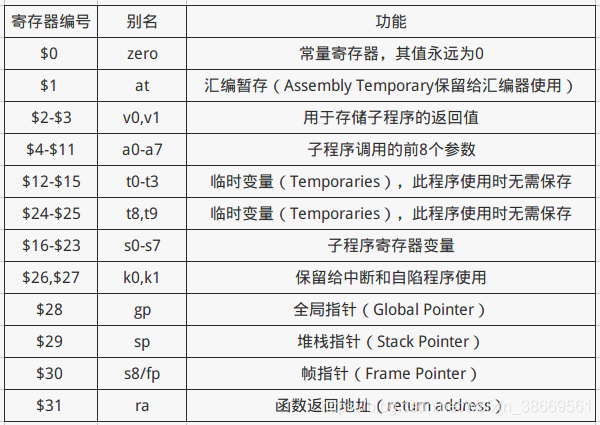 寄存器编号 别名 功能
$0 zero 常量寄存器，其值永远为0
$1 at 汇编暂存（Assembly Temporary保留给汇编器使用）
$2-$3 v0,v1 用于存储子程序的返回值
$4-$11 a0-a7 子程序调用的前8个参数
$12-$15 t0-t3 临时变量（Temporaries），此程序使用时无需保存
$24-$25 t8,t9 临时变量（Temporaries），此程序使用时无需保存
$16-$23 s0-s7 子程序寄存器变量
$26,$27 k0,k1 保留给中断和自陷程序使用
$28 gp 全局指针（Global Pointer）
$29 sp 堆栈指针（Stack Pointer）
$30 s8/fp 帧指针（Frame Pointer）
$31 ra 函数返回地址（return address）